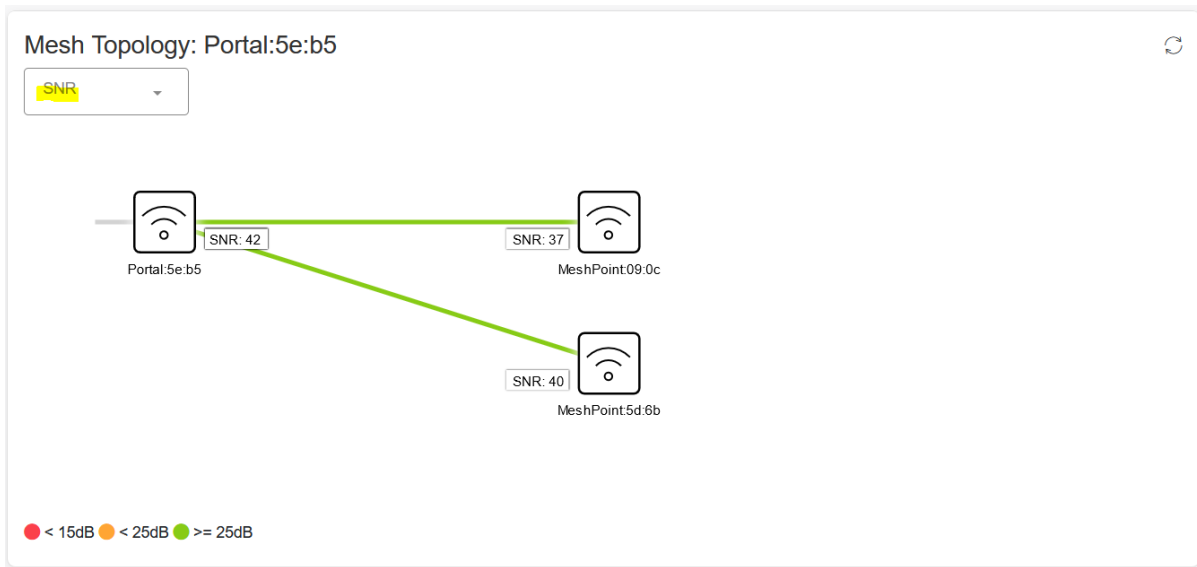 Mesh Topology: Portal:5e:b5
SNR
SNR: 42
SNR: 37
Portal:5e:b5
MeshPoint:09:0c
SNR: 40
MeshPoint:5d:6b
< 15dB < 25dB >= 25dB